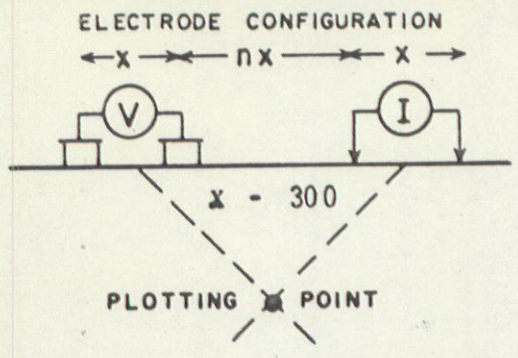 ELECTRODE CONFIGURATION
x nx x
V I
x - 300
PLOTTING POINT